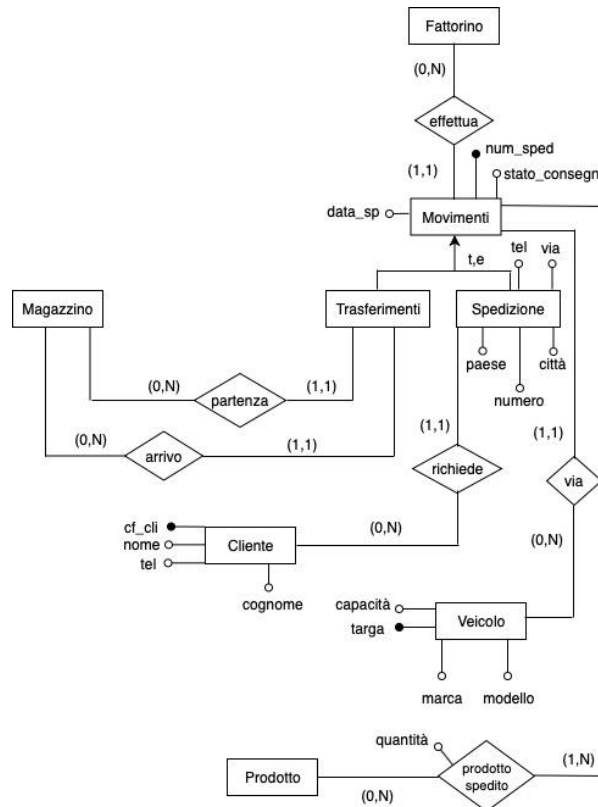 Fattorino
(0,N)
effettua
num_sped
(1,1)
stato_consegn
data_sp
Movimenti
tel
via
t,e
Magazzino
Trasferimenti
Spedizione
paese
città
(0,N)
partenza
(1,1)
numero
(0,N)
arrivo
(1,1)
(1,1)
(1,1)
richiede
via
cf_cli
nome
Cliente
(0,N)
(0,N)
tel
cognome
capacità
targa
Veicolo
marca
modello
quantità
Prodotto
(0,N)
prodotto
spedito
(1,N)